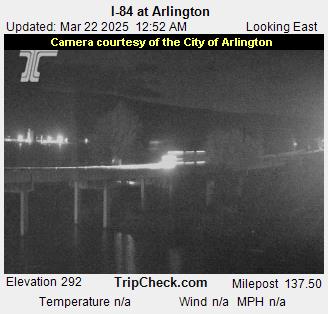 I-84 at Arlington
Updated: Mar 22 2025 12:52 AM Looking East
Camera courtesy of the City of Arlington
Elevation 292 TripCheck.com Milepost 137.50
Temperature n/a Wind n/a MPH n/a